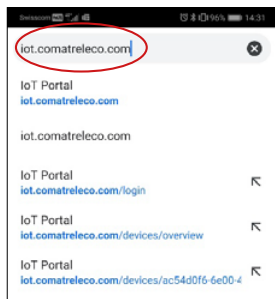 Swisscom
96% 14:31
iot.comatreleco.com
IoT Portal
iot.comatreleco.com
iot.comatreleco.com
IoT Portal
iot.comatreleco.com/login
IoT Portal
iot.comatreleco.com/devices/overview
IoT Portal
iot.comatreleco.com/devices/ac54d0f6-6e00-4